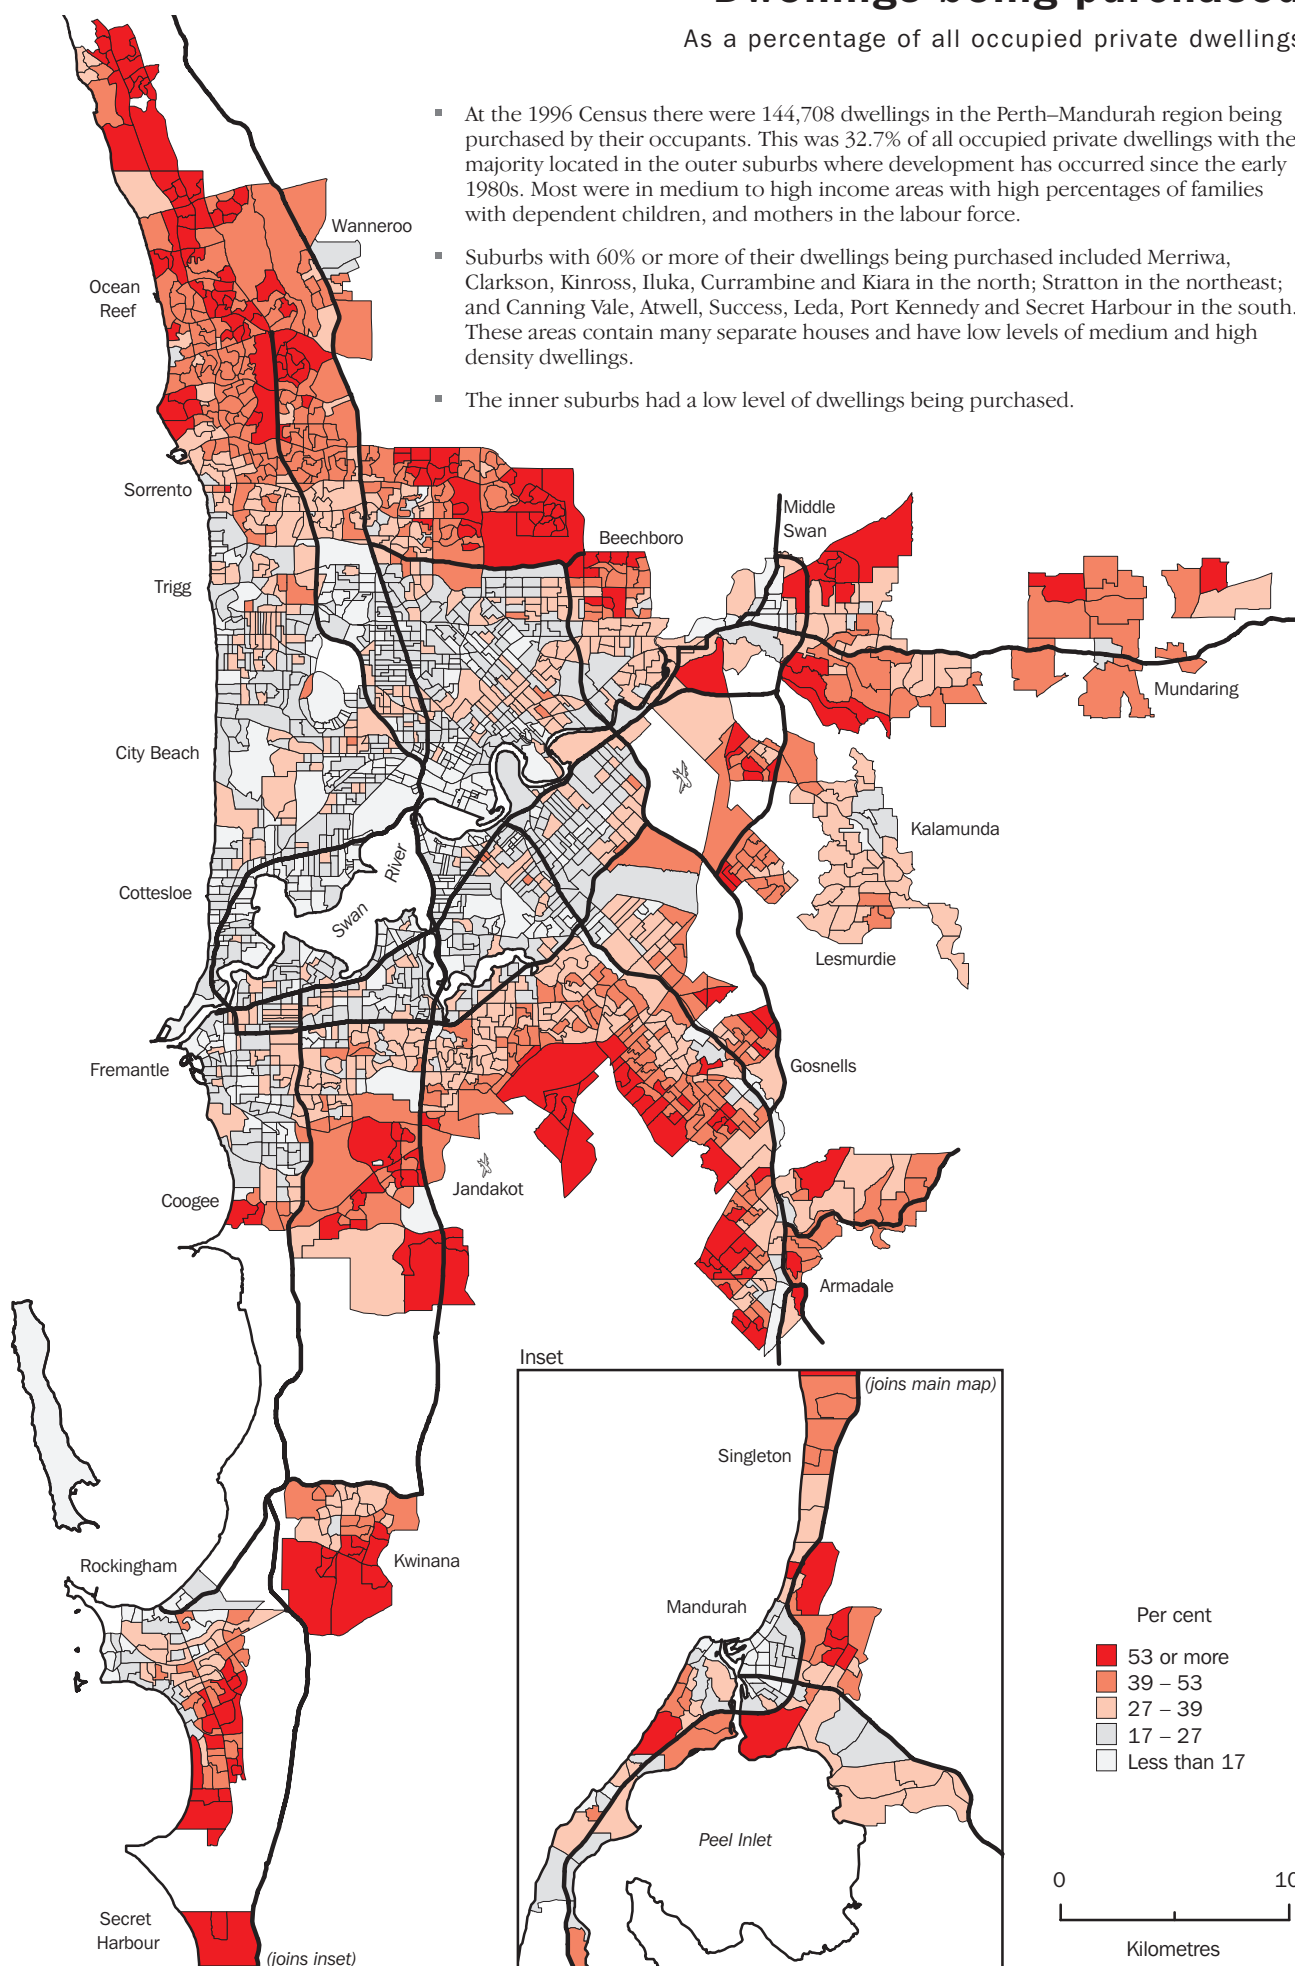 Dwellings being purchased
As a percentage of all occupied private dwellings
▪ At the 1996 Census there were 144,708 dwellings in the Perth–Mandurah region being
purchased by their occupants. This was 32.7% of all occupied private dwellings with the
majority located in the outer suburbs where development has occurred since the early
1980s. Most were in medium to high income areas with high percentages of families
with dependent children, and mothers in the labour force.
▪ Suburbs with 60% or more of their dwellings being purchased included Merriwa,
Clarkson, Kinross, Iluka, Currambine and Kiara in the north; Stratton in the northeast;
and Canning Vale, Atwell, Success, Leda, Port Kennedy and Secret Harbour in the south.
These areas contain many separate houses and have low levels of medium and high
density dwellings.
▪ The inner suburbs had a low level of dwellings being purchased.
Wanneroo
Ocean
Reef
Sorrento
Middle
Swan
Beechboro
Trigg
Mundaring
City Beach
Kalamunda
River
Swan
Cottesloe
Lesmurdie
Fremantle
Gosnells
Jandakot
Coogee
Armadale
Inset
(joins main map)
Singleton
Rockingham
Kwinana
Mandurah
Per cent
53 or more
39 – 53
27 – 39
17 – 27
Less than 17
Peel Inlet
0 10
Kilometres
Secret
Harbour
(joins inset)